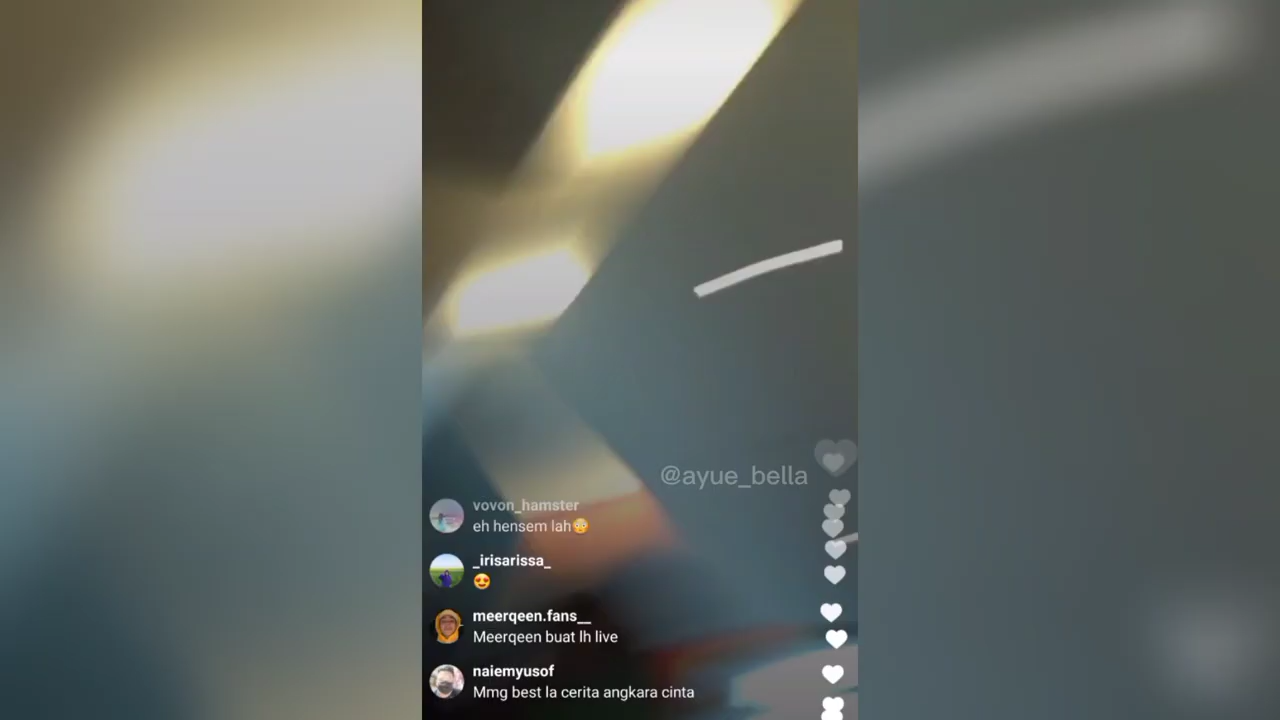 @ayue_bella
vovon_hamster
eh hensem lah😳
_irisarissa_
😍
meerqeen.fans__
Meerqeen buat lh live
naiemyusof
Mmg best la cerita angkara cinta